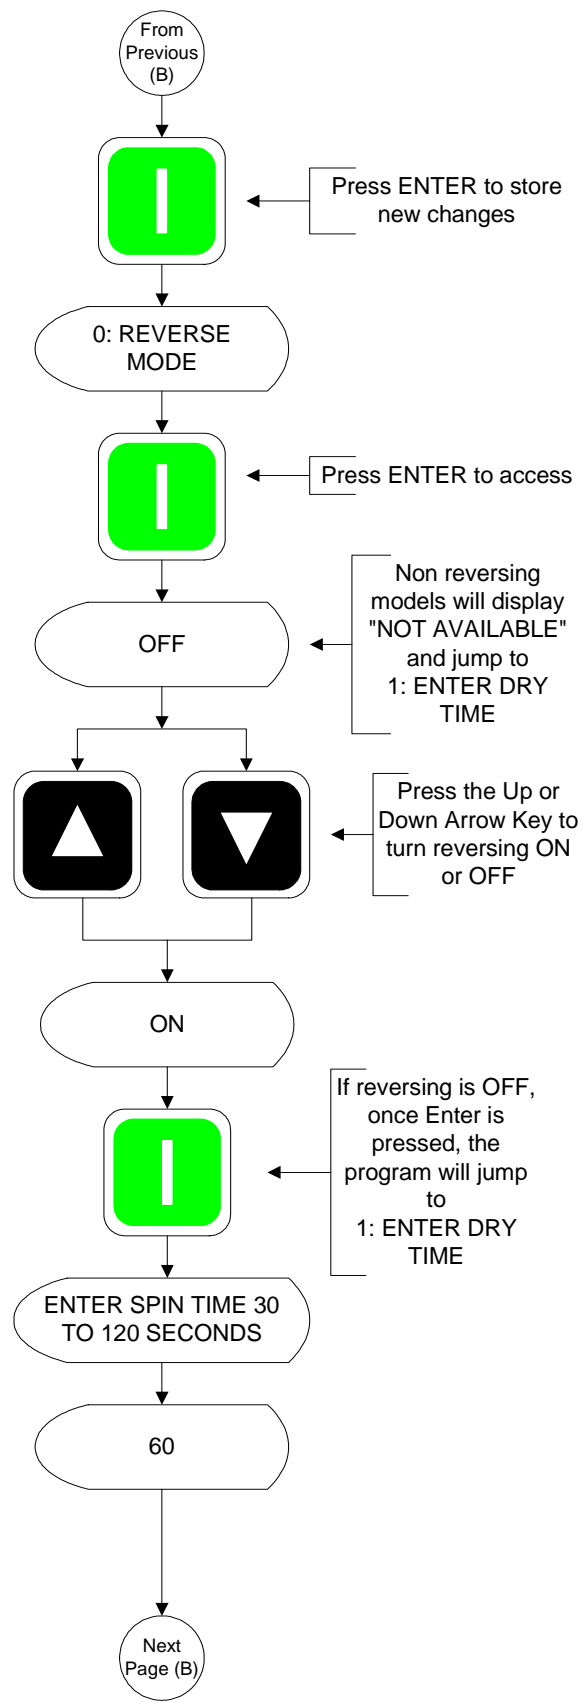 From
Previous
(B)
Press ENTER to store
new changes
0: REVERSE
MODE
Press ENTER to access
OFF
Non reversing
models will display
"NOT AVAILABLE"
and jump to
1: ENTER DRY
TIME
Press the Up or
Down Arrow Key to
turn reversing ON
or OFF
ON
If reversing is OFF,
once Enter is
pressed, the
program will jump
to
1: ENTER DRY
TIME
ENTER SPIN TIME 30
TO 120 SECONDS
60
Next
Page (B)